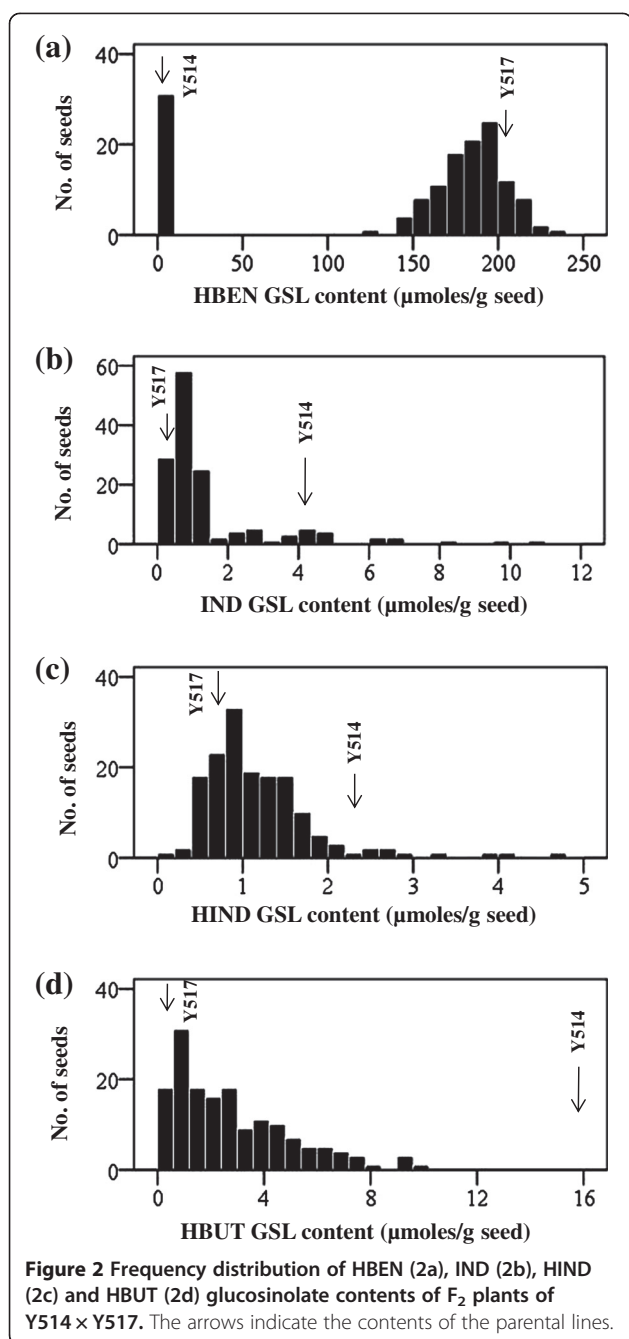 (a)
Y514
Y517
No. of seeds
40
20
0
0 50 100 150 200 250
HBEN GSL content (µmoles/g seed)
(b)
Y517
Y514
No. of seeds
60
40
20
0
0 2 4 6 8 10 12
IND GSL content (µmoles/g seed)
(c)
Y517
Y514
No. of seeds
40
20
0
0 1 2 3 4 5
HIND GSL content (µmoles/g seed)
(d)
Y517
Y514
No. of seeds
40
20
0
0 4 8 12 16
HBUT GSL content (µmoles/g seed)
Figure 2 Frequency distribution of HBEN (2a), IND (2b), HIND
(2c) and HBUT (2d) glucosinolate contents of F₂ plants of
Y514 × Y517. The arrows indicate the contents of the parental lines.